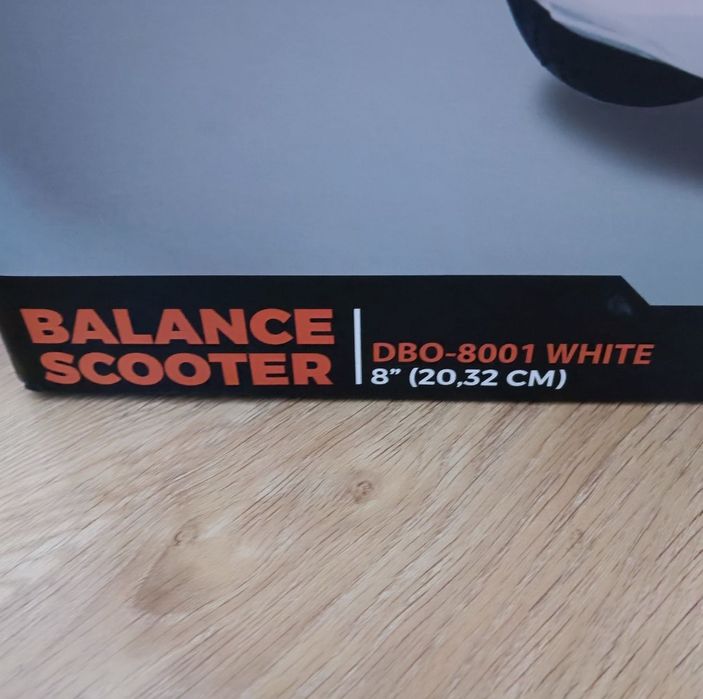 BALANCE
SCOOTER
DBO-8001 WHITE
8” (20,32 CM)